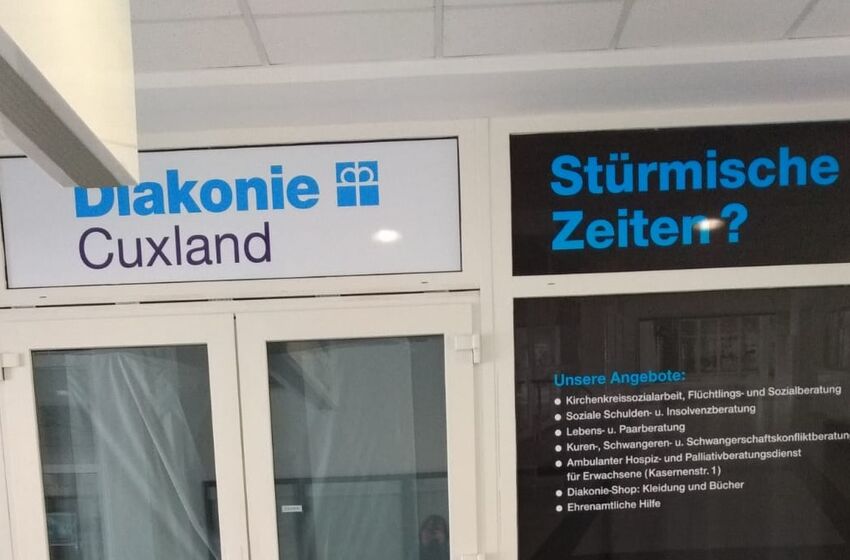 Diakonie
Cuxland
Stürmische
Zeiten?
Unsere Angebote:
• Kirchenkreissozialarbeit, Flüchtlings- und Sozialberatung
• Soziale Schulden- u. Insolvenzberatung
• Lebens- u. Paarberatung
• Kuren-, Schwangeren- u. Schwangerschaftskonfliktberatung
• Ambulanter Hospiz- und Palliativberatungsdienst
für Erwachsene (Kasernenstr. 1)
• Diakonie-Shop: Kleidung und Bücher
• Ehrenamtliche Hilfe